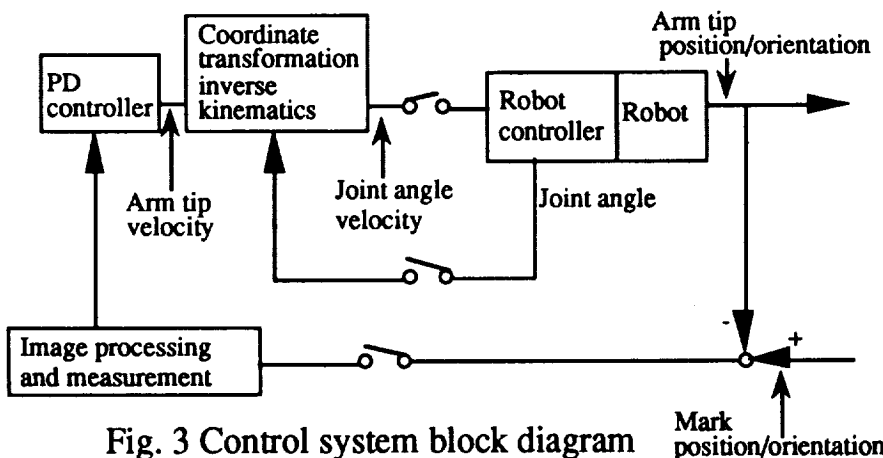 Coordinate
transformation
inverse
kinematics
PD
controller
Arm tip
velocity
Joint angle
velocity
Robot
controller
Robot
Joint angle
Arm tip
position/orientation
Image processing
and measurement
-
+
Mark
position/orientation
Fig. 3 Control system block diagram